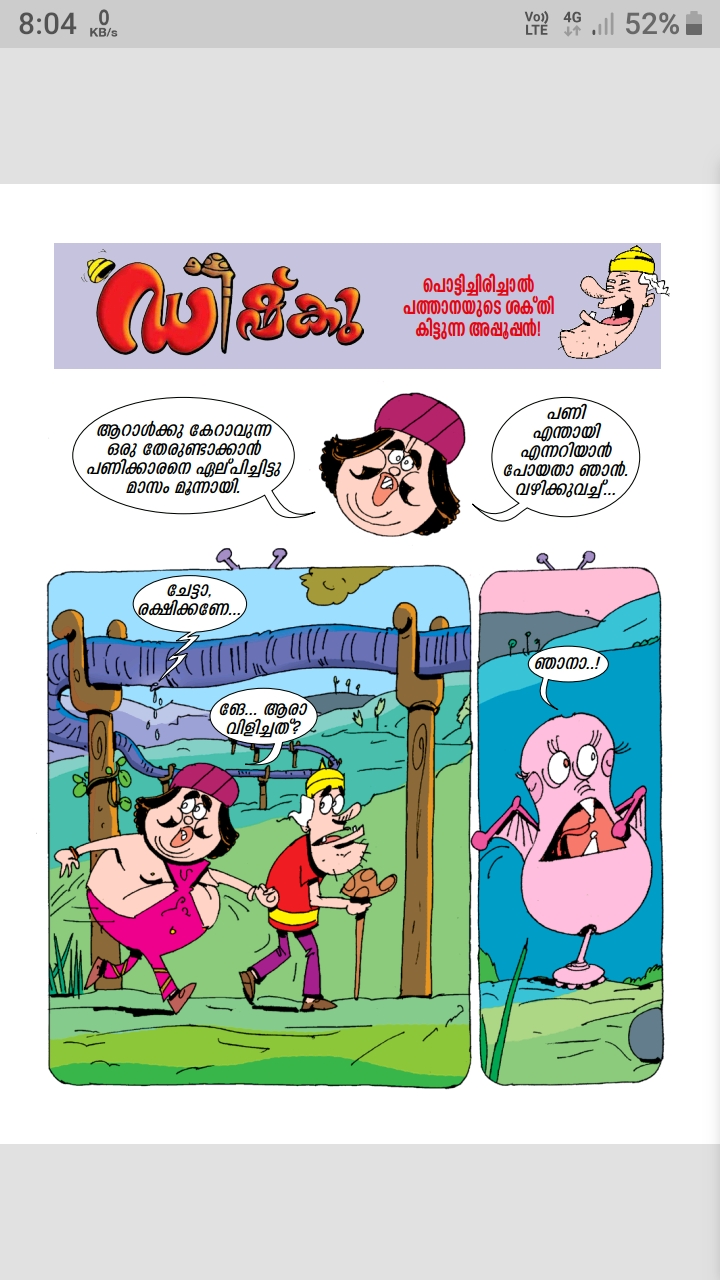 8:04
0
KB/s
Vo))
LTE
4G
52%
ഡിഷ്കു
പൊട്ടിച്ചിരിച്ചാൽ
പത്താനയുടെ ശക്തി
കിട്ടുന്ന അപ്പൂപ്പൻ!
ആറാൾക്കു കേറാവുന്ന
ഒരു തേരുണ്ടാക്കാൻ
പണിക്കാരനെ ഏല്പിച്ചിട്ടു
മാസം മൂന്നായി.
പണി
എന്തായി
എന്നറിയാൻ
പോയതാ ഞാൻ.
വഴിക്കുവച്ച്...
ചേട്ടാ,
രക്ഷിക്കണേ...
ങേ... ആരാ
വിളിച്ചത്?
ഞാനാ..!